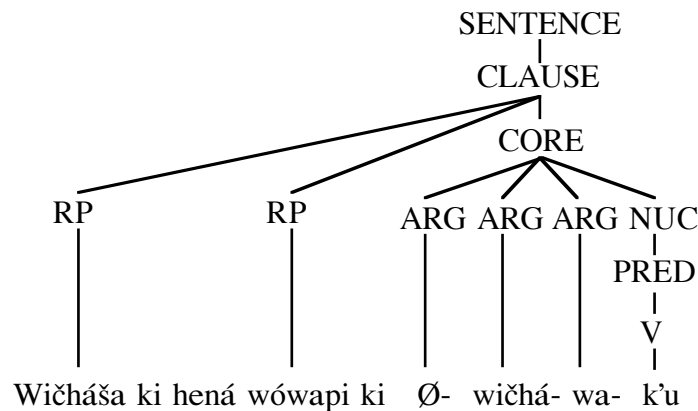 SENTENCE
CLAUSE
CORE
RP RP ARG ARG ARG NUC
PRED
V
Wičháša ki hená wówapi ki Ø- wičhá- wa- k’u